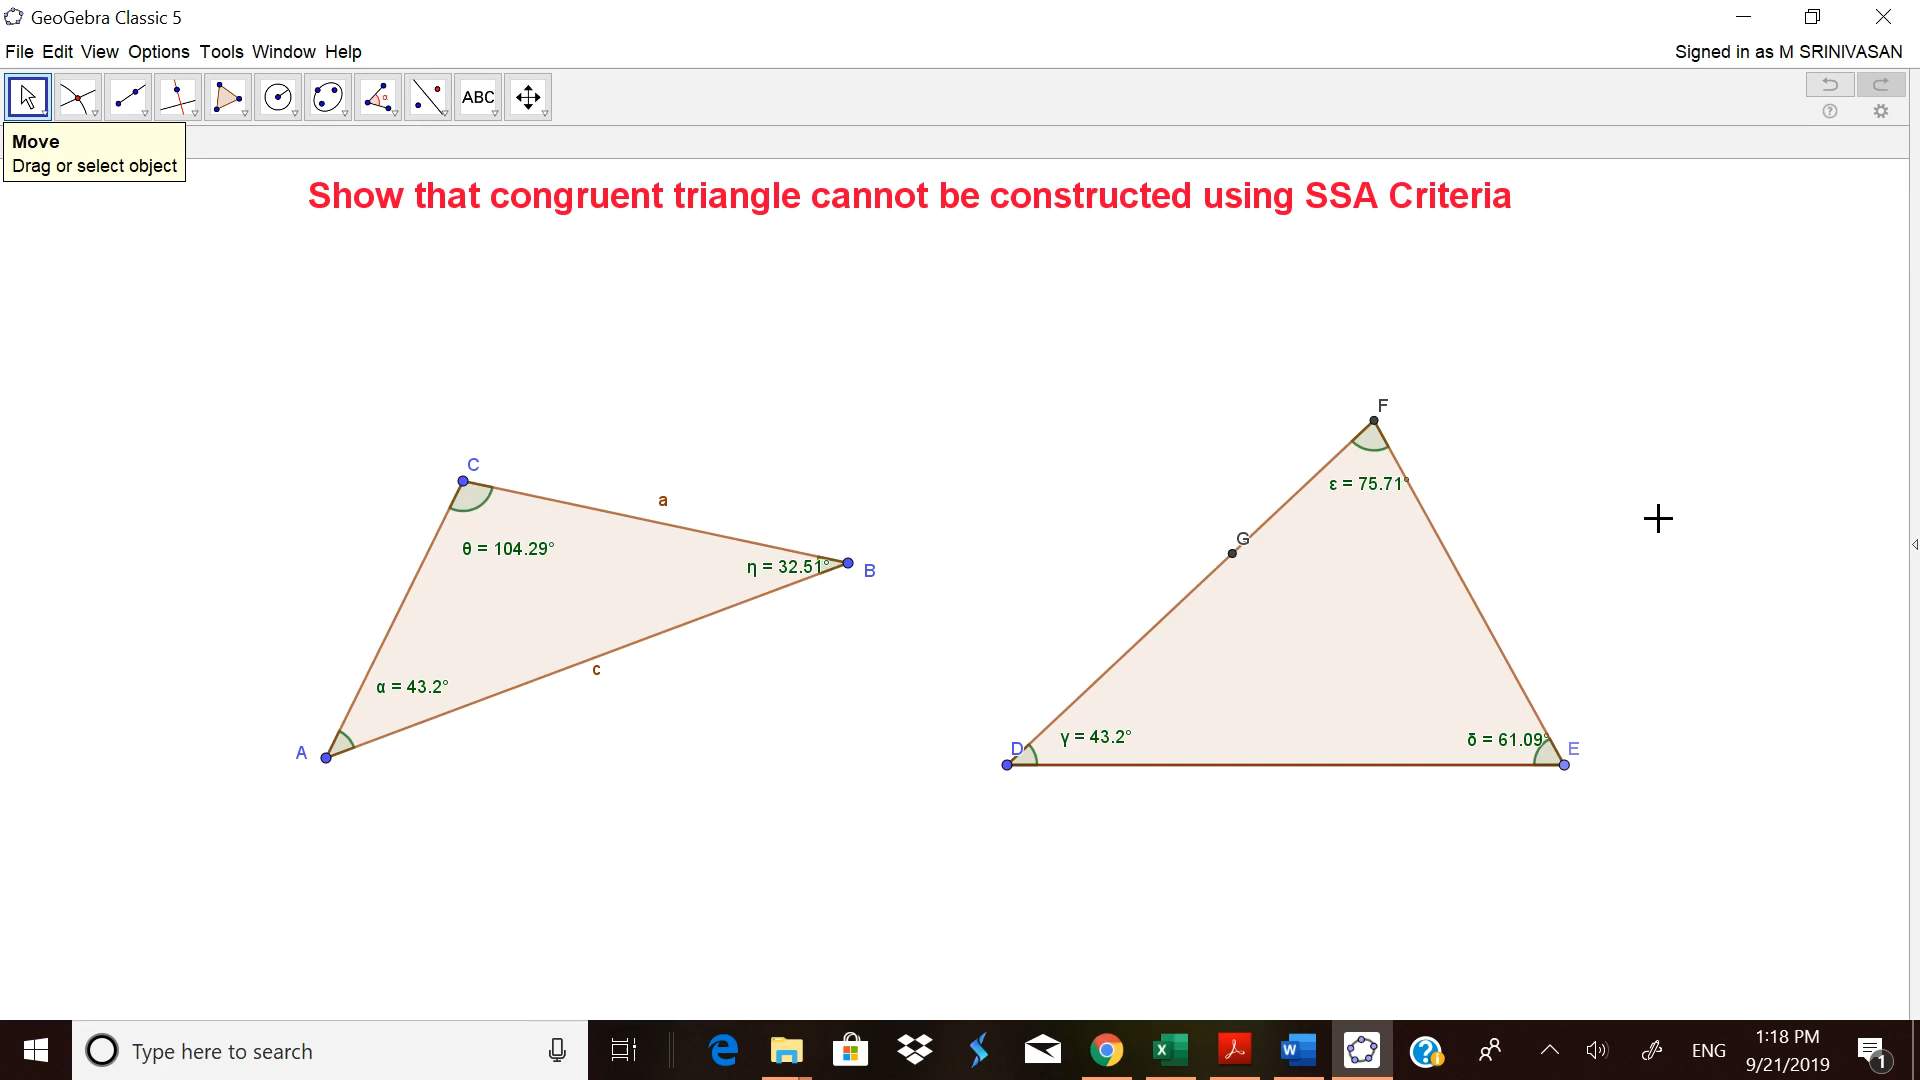 GeoGebra Classic 5
File Edit View Options Tools Window Help
Signed in as M SRINIVASAN
ABC
Move
Drag or select object
Show that congruent triangle cannot be constructed using SSA Criteria
F
C
ε = 75.71°
a
G
θ = 104.29°
η = 32.51°
B
c
α = 43.2°
A
D
γ = 43.2°
δ = 61.09°
E
Type here to search
ENG
1:18 PM
9/21/2019
1